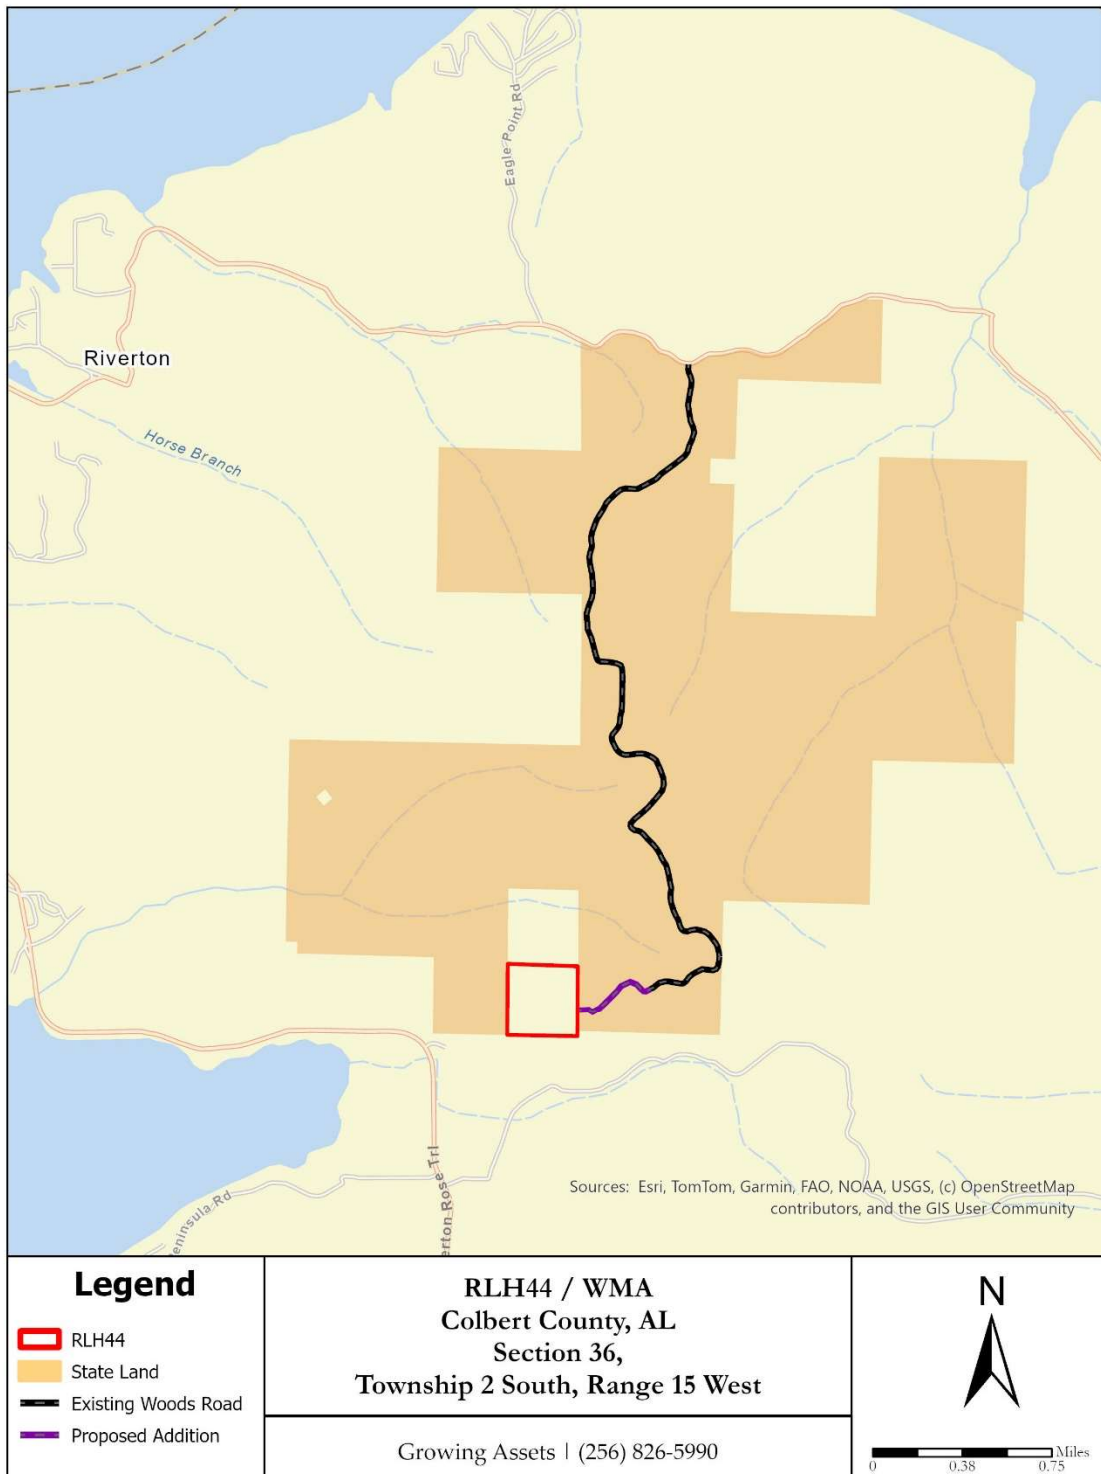 Eagle Point Rd
Riverton
Horse Branch
eninsula Rd
erton Rose Trl
Sources: Esri, TomTom, Garmin, FAO, NOAA, USGS, (c) OpenStreetMap
contributors, and the GIS User Community
Legend
RLH44
State Land
Existing Woods Road
Proposed Addition
RLH44 / WMA
Colbert County, AL
Section 36,
Township 2 South, Range 15 West
Growing Assets | (256) 826-5990
N
Miles
0 0.38 0.75